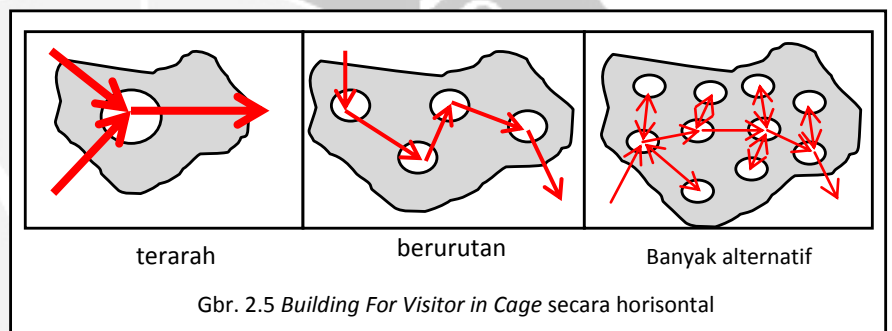 terarah
berurutan
Banyak alternatif
Gbr. 2.5 Building For Visitor in Cage secara horisontal